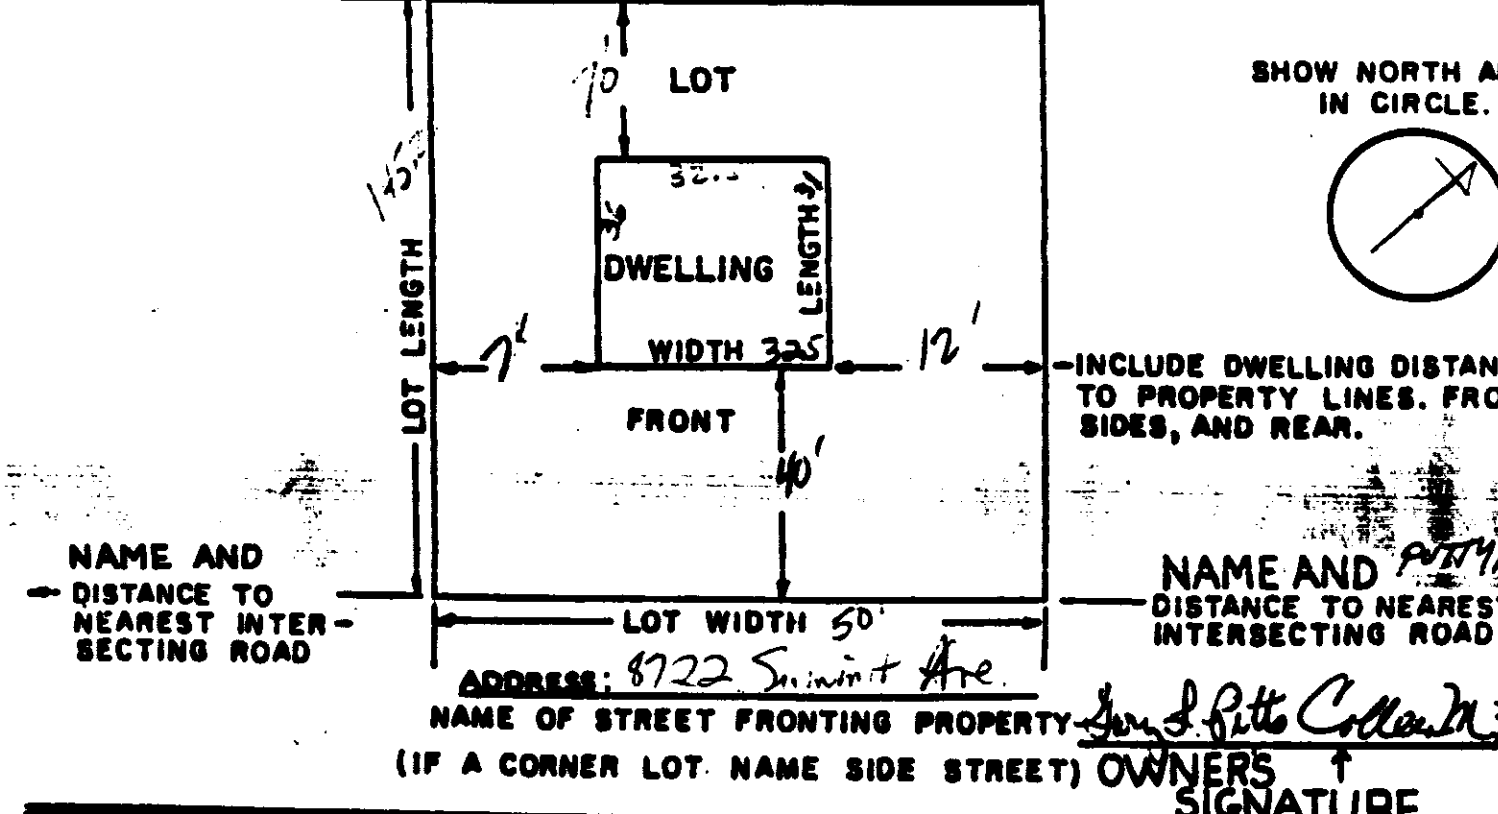 SHOW NORTH
IN CIRCLE.
70'
LOT
145'
LOT LENGTH
32.5
LENGTH 31
DWELLING
WIDTH 325
7'
12'
INCLUDE DWELLING
TO PROPERTY LINES.
SIDES, AND REAR.
FRONT
40'
NAME AND
DISTANCE TO
NEAREST INTER-
SECTING ROAD
NAME AND
DISTANCE TO NEAREST
INTERSECTING ROAD
LOT WIDTH 50'
ADDRESS: 8722 Summit Ave.
NAME OF STREET FRONTING PROPERTY
(IF A CORNER LOT NAME SIDE STREET) OWNERS
SIGNATURE